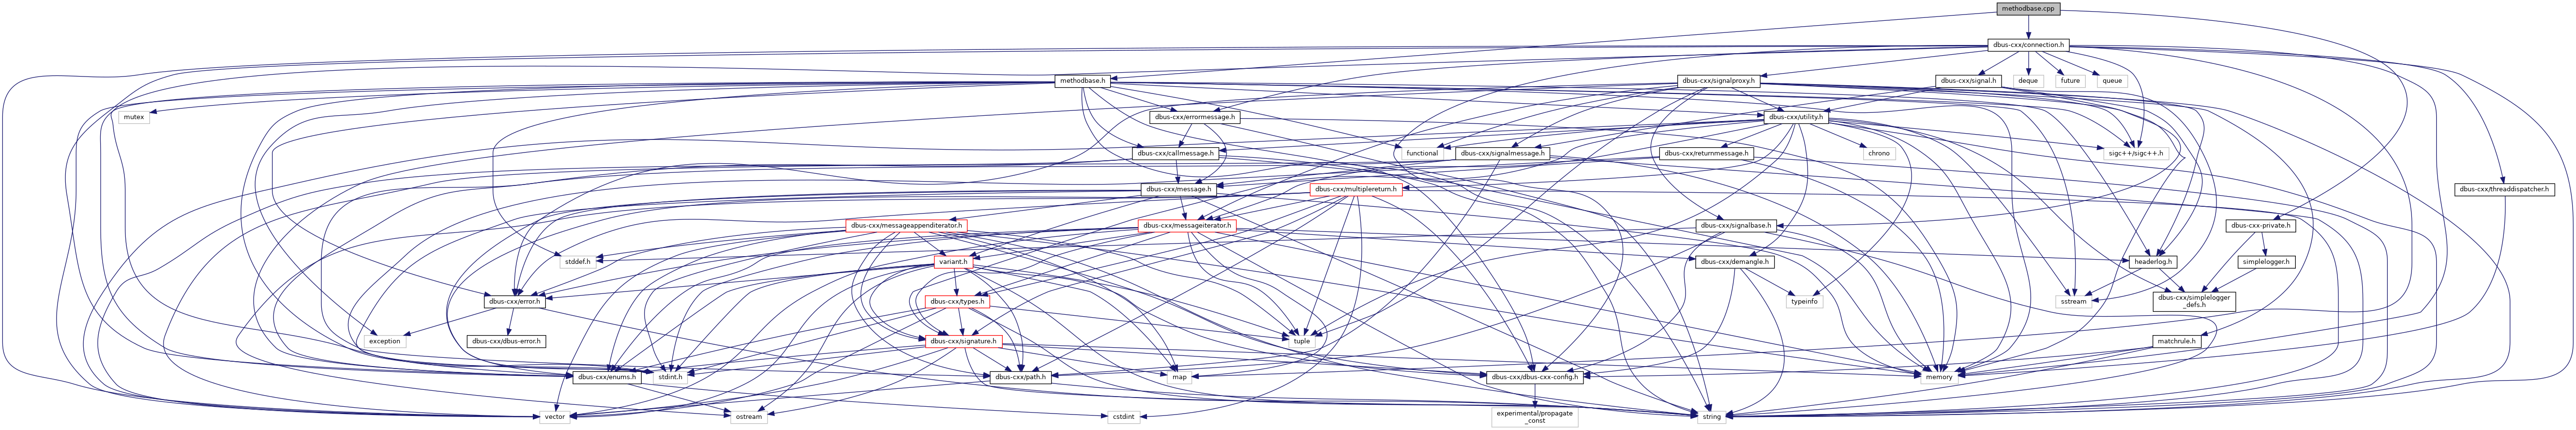 methodbase.cpp
dbus-cxx/connection.h
methodbase.h
dbus-cxx/signalproxy.h
dbus-cxx/signal.h
deque
future
queue
mutex
dbus-cxx/errormessage.h
dbus-cxx/utility.h
dbus-cxx/callmessage.h
functional
dbus-cxx/signalmessage.h
dbus-cxx/returnmessage.h
chrono
sigc++/sigc++.h
dbus-cxx/message.h
dbus-cxx/multiplereturn.h
dbus-cxx/threaddispatcher.h
dbus-cxx/messageappenditerator.h
dbus-cxx/messageiterator.h
dbus-cxx/signalbase.h
dbus-cxx-private.h
stddef.h
variant.h
dbus-cxx/demangle.h
headerlog.h
simplelogger.h
dbus-cxx/error.h
dbus-cxx/types.h
typeinfo
sstream
dbus-cxx/simplelogger
_defs.h
exception
dbus-cxx/dbus-error.h
dbus-cxx/signature.h
tuple
matchrule.h
dbus-cxx/enums.h
stdint.h
dbus-cxx/path.h
map
dbus-cxx/dbus-cxx-config.h
memory
vector
ostream
cstdint
experimental/propagate
_const
string